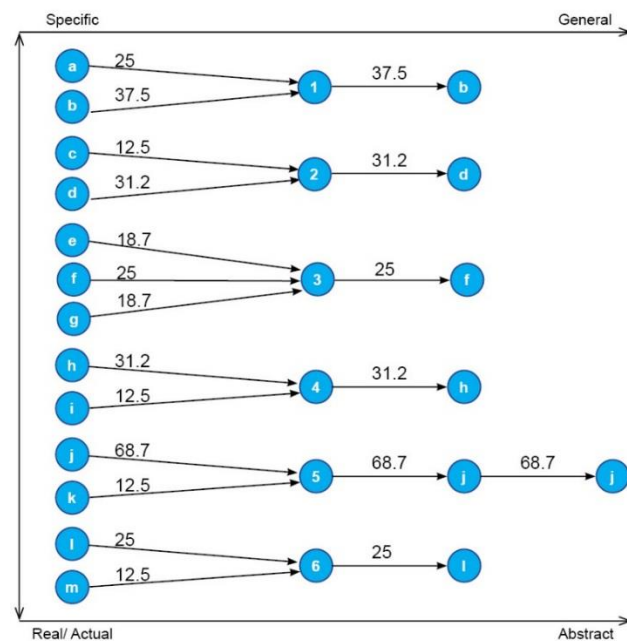 Specific General
a 25
1 37.5 b
b 37.5
c 12.5
2 31.2 d
d 31.2
e 18.7
f 25 3 25 f
g 18.7
h 31.2
4 31.2 h
i 12.5
j 68.7
5 68.7 j 68.7 j
k 12.5
l 25
6 25 l
m 12.5
Real/ Actual Abstract